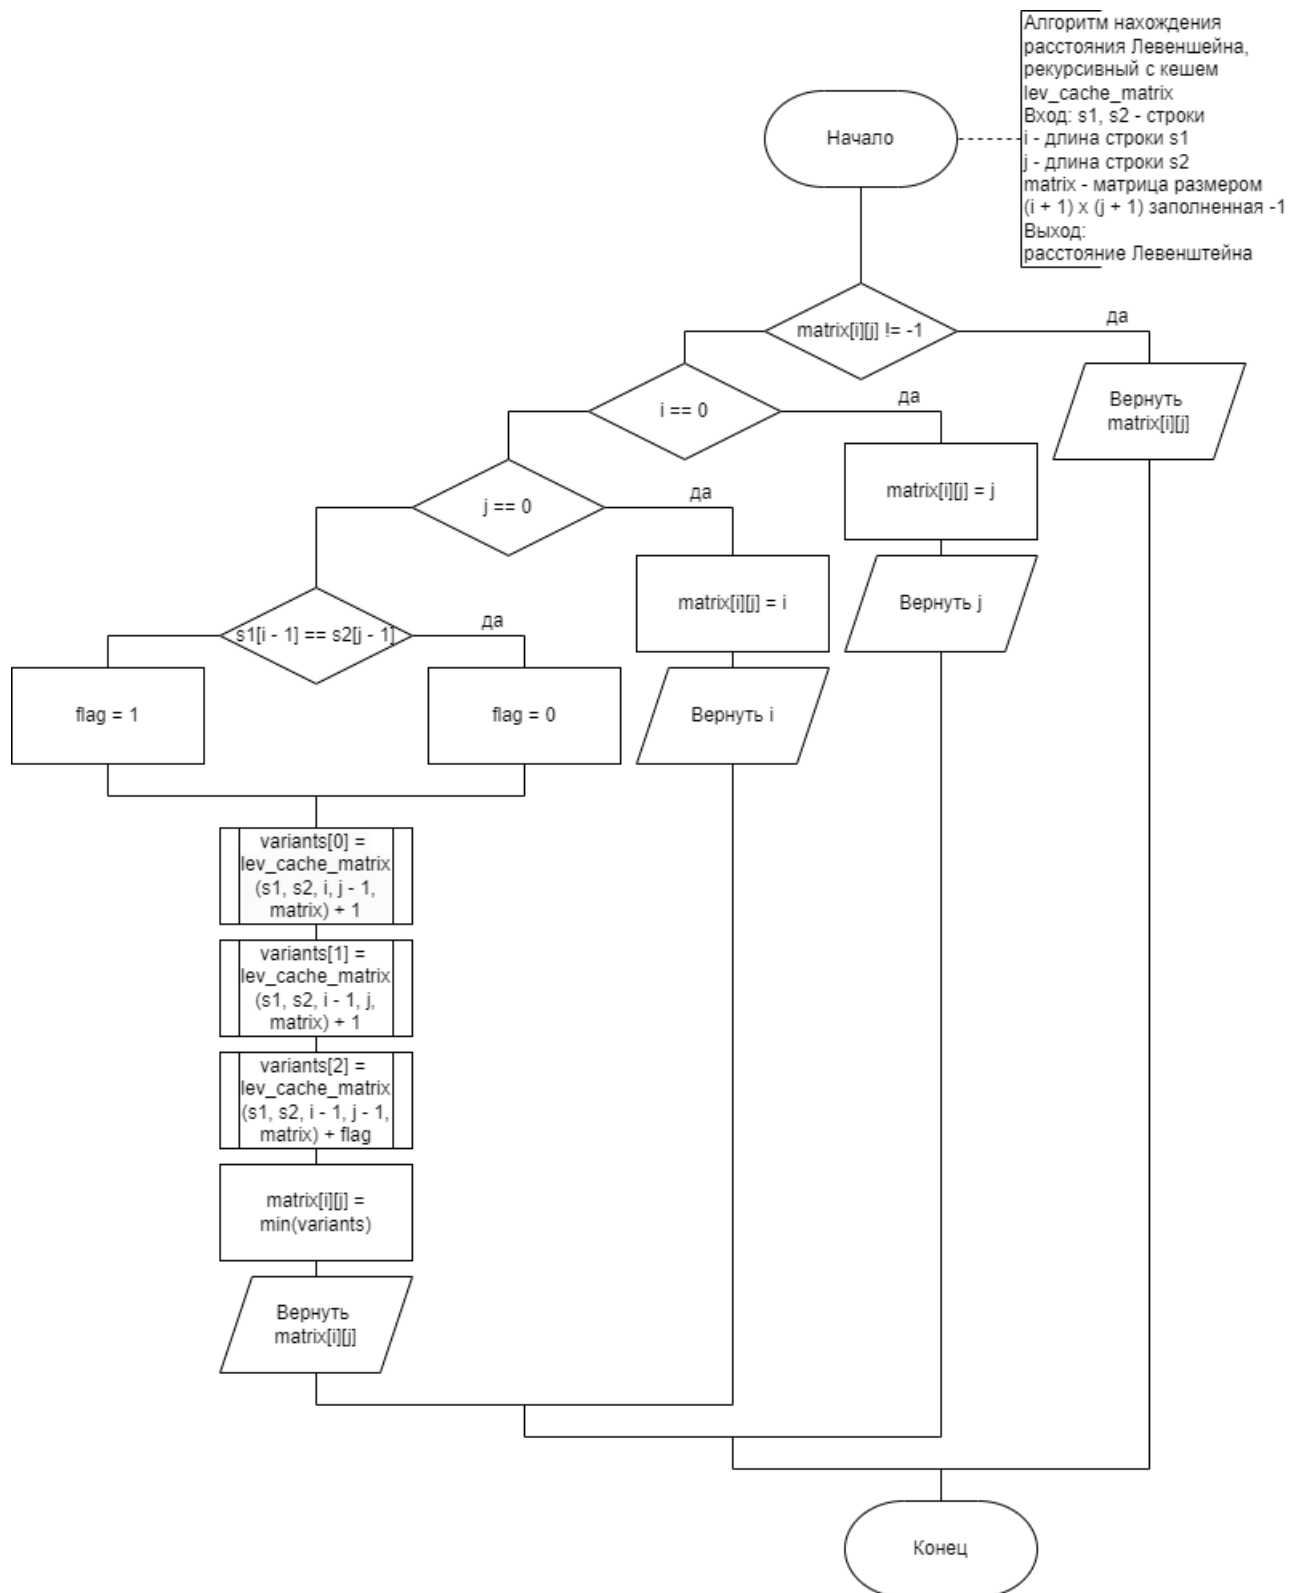 Алгоритм нахождения
расстояния Левеншейна,
рекурсивный с кешем
lev_cache_matrix
Вход: s1, s2 - строки
i - длина строки s1
j - длина строки s2
matrix - матрица размером
(i + 1) x (j + 1) заполненная -1
Выход:
расстояние Левенштейна
Начало
matrix[i][j] != -1
да
Вернуть
matrix[i][j]
i == 0
да
matrix[i][j] = j
Вернуть j
j == 0
да
matrix[i][j] = i
Вернуть i
s1[i - 1] == s2[j - 1]
да
flag = 1
flag = 0
variants[0] =
lev_cache_matrix
(s1, s2, i, j - 1,
matrix) + 1
variants[1] =
lev_cache_matrix
(s1, s2, i - 1, j,
matrix) + 1
variants[2] =
lev_cache_matrix
(s1, s2, i - 1, j - 1,
matrix) + flag
matrix[i][j] =
min(variants)
Вернуть
matrix[i][j]
Конец